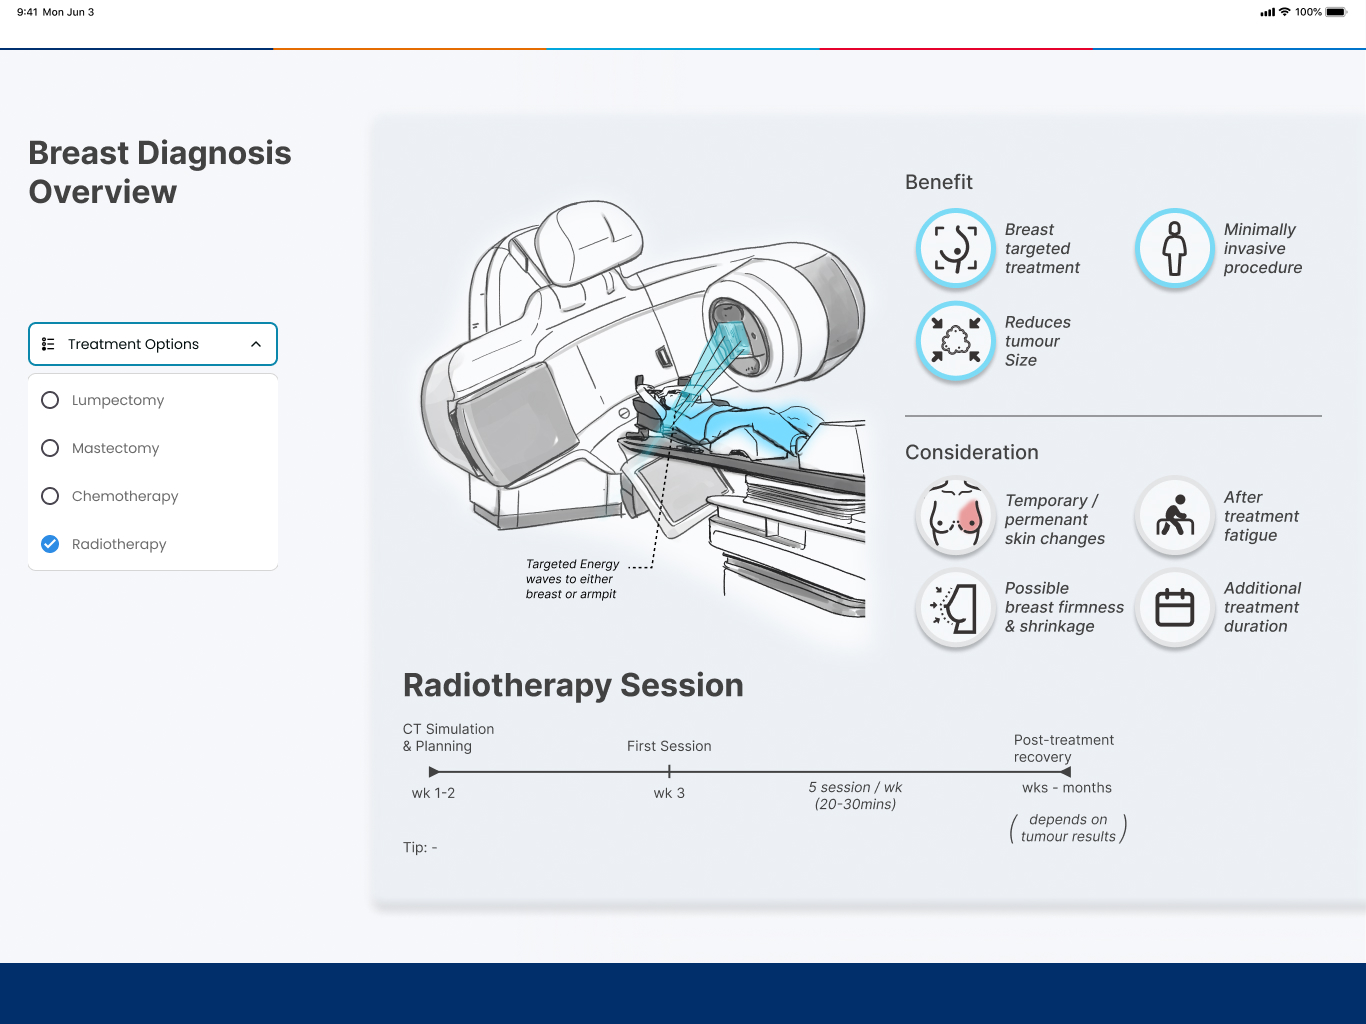 9:41 Mon Jun 3
100%
Breast Diagnosis
Overview
Treatment Options
Lumpectomy
Mastectomy
Chemotherapy
Radiotherapy
Targeted Energy
waves to either
breast or armpit
Benefit
Breast
targeted
treatment
Minimally
invasive
procedure
Reduces
tumour
Size
Consideration
Temporary /
permenant
skin changes
After
treatment
fatigue
Possible
breast firmness
& shrinkage
Additional
treatment
duration
Radiotherapy Session
CT Simulation
& Planning
First Session
Post-treatment
recovery
wk 1-2
wk 3
5 session / wk
(20-30mins)
wks - months
( depends on
tumour results )
Tip: -